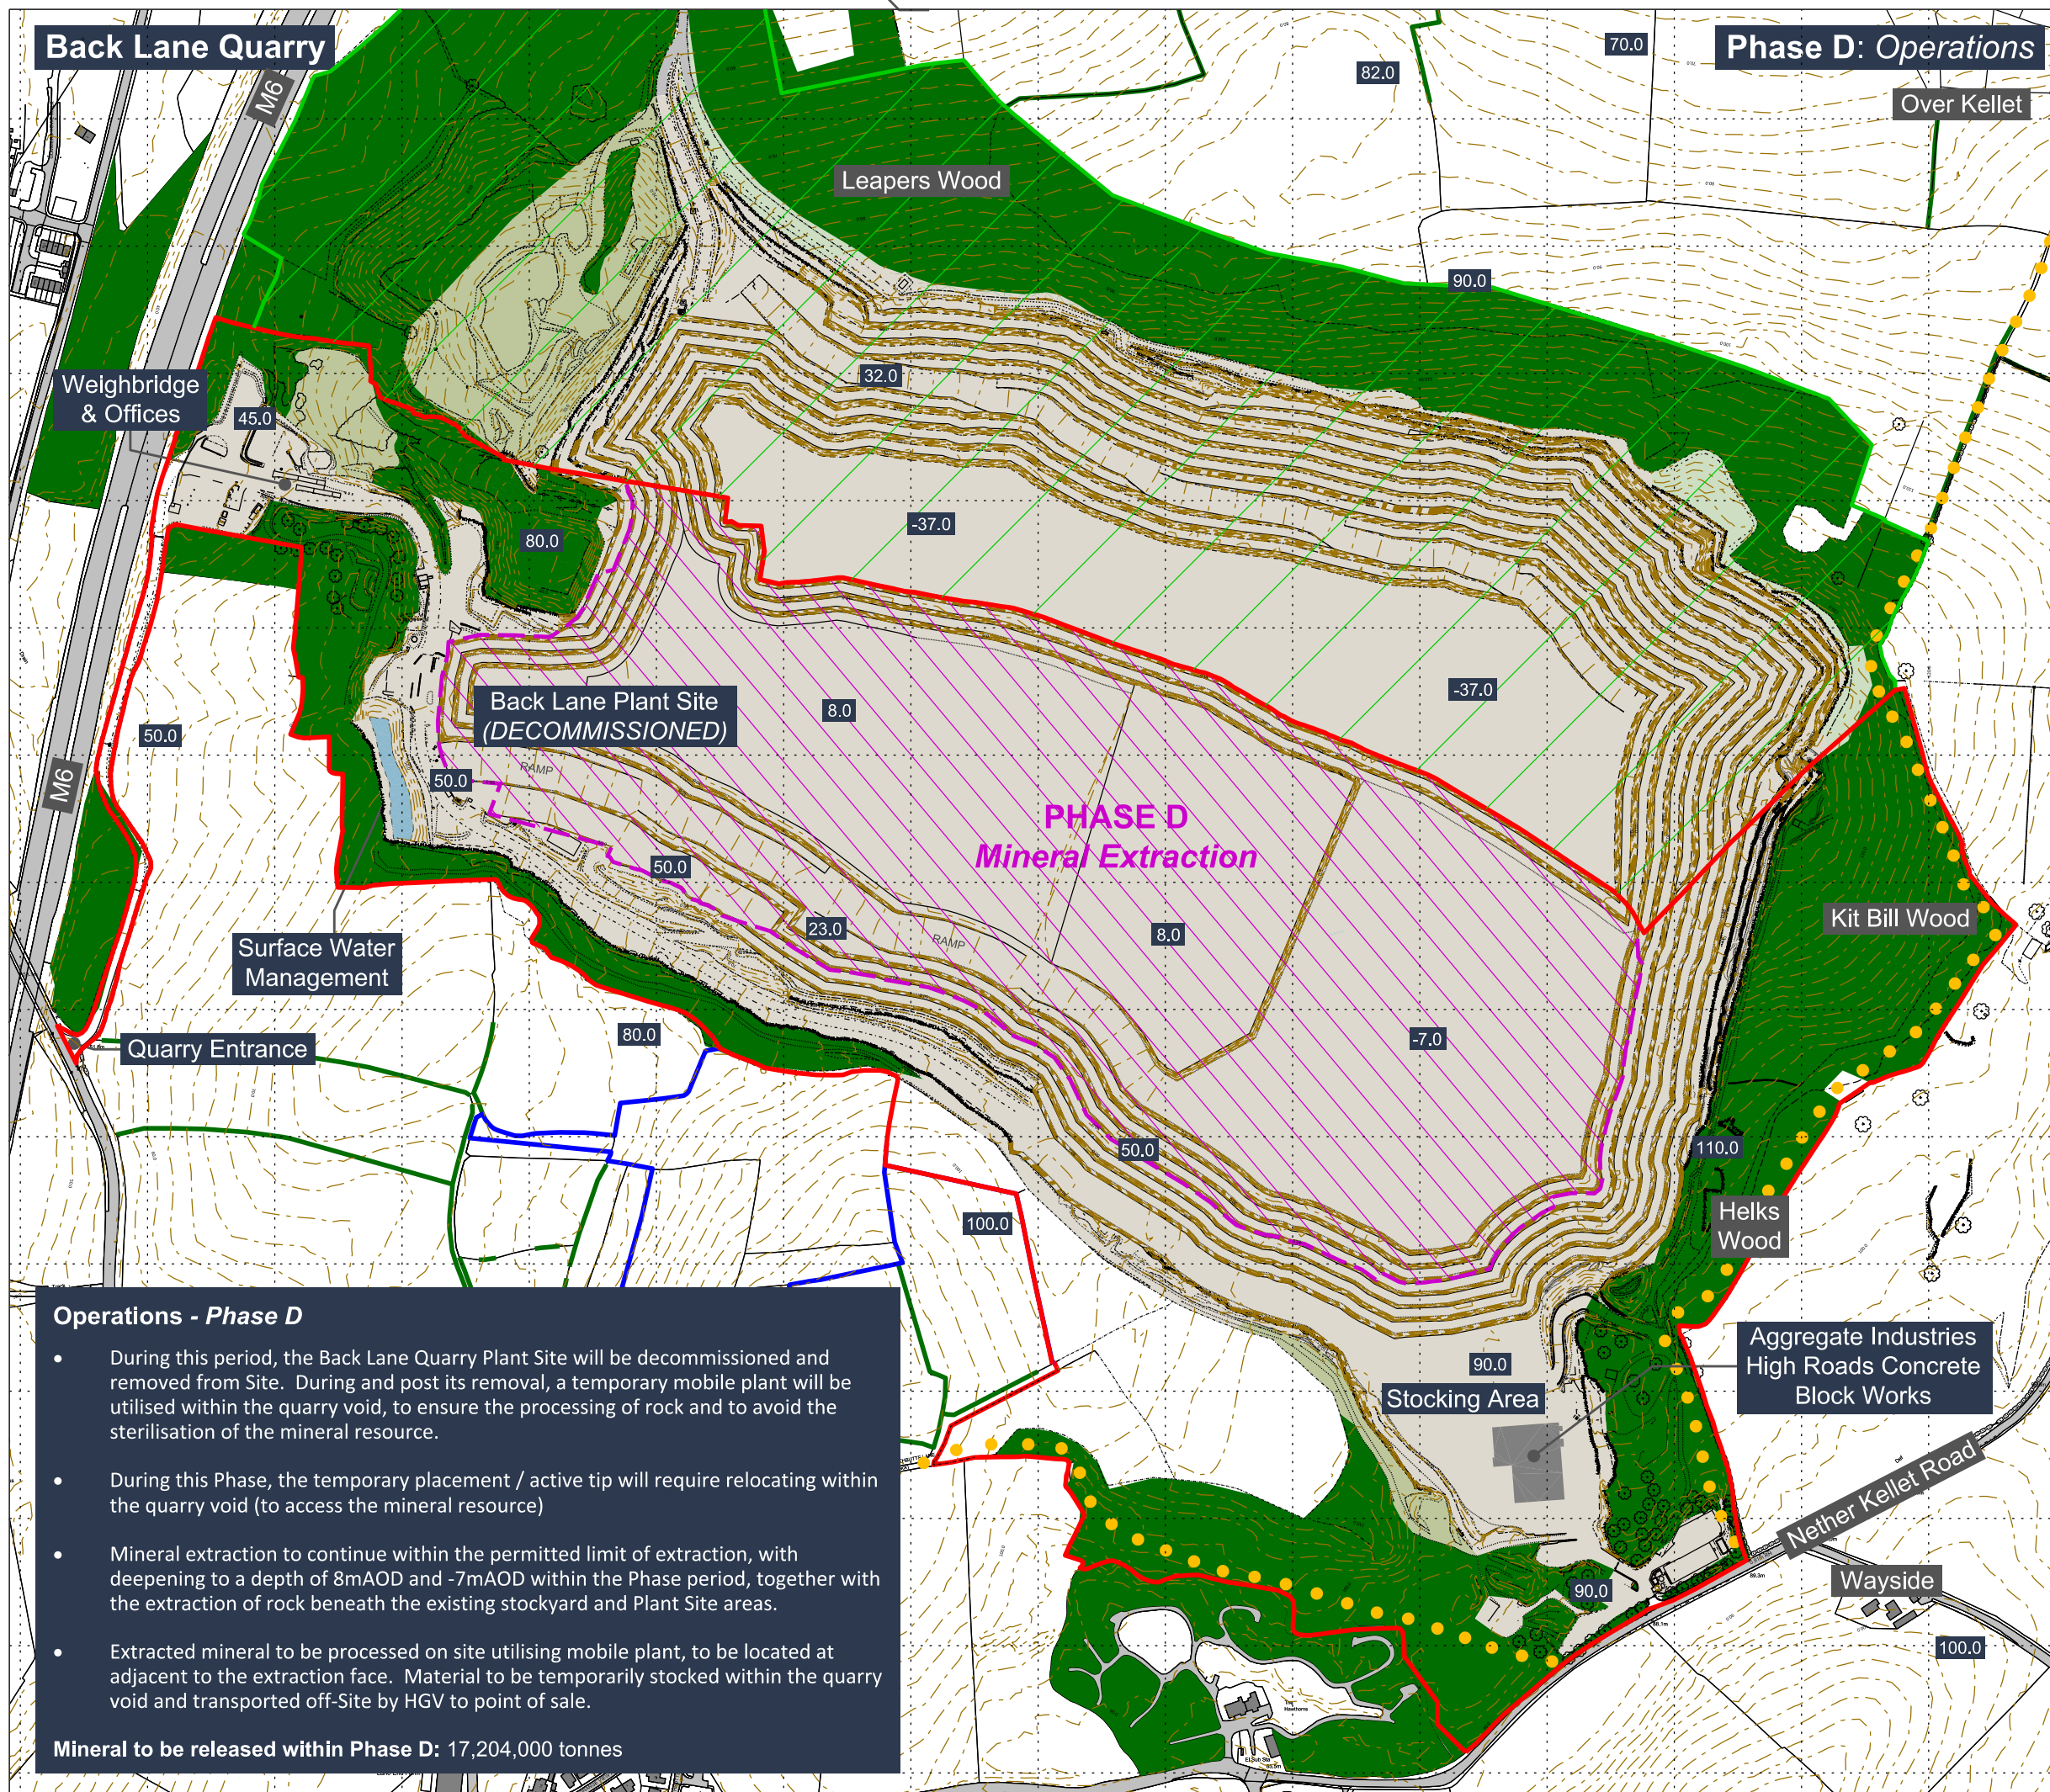 Back Lane Quarry
Phase D: Operations
M6
70.0
82.0
Over Kellet
Leapers Wood
90.0
Weighbridge
& Offices
45.0
32.0
-37.0
80.0
-37.0
Back Lane Plant Site
(DECOMMISSIONED)
8.0
50.0
RAMP
50.0
M6
PHASE D
Mineral Extraction
50.0
23.0
RAMP
8.0
Kit Bill Wood
Surface Water
Management
Quarry Entrance
80.0
-7.0
50.0
110.0
Helks
Wood
100.0
Aggregate Industries
High Roads Concrete
Block Works
90.0
Stocking Area
Nether Kellet Road
Wayside
90.0
100.0
Hawthorns
El Sub Sta
Operations - Phase D
• During this period, the Back Lane Quarry Plant Site will be decommissioned and
removed from Site. During and post its removal, a temporary mobile plant will be
utilised within the quarry void, to ensure the processing of rock and to avoid the
sterilisation of the mineral resource.
• During this Phase, the temporary placement / active tip will require relocating within
the quarry void (to access the mineral resource)
• Mineral extraction to continue within the permitted limit of extraction, with
deepening to a depth of 8mAOD and -7mAOD within the Phase period, together with
the extraction of rock beneath the existing stockyard and Plant Site areas.
• Extracted mineral to be processed on site utilising mobile plant, to be located at
adjacent to the extraction face. Material to be temporarily stocked within the quarry
void and transported off-Site by HGV to point of sale.
Mineral to be released within Phase D: 17,204,000 tonnes